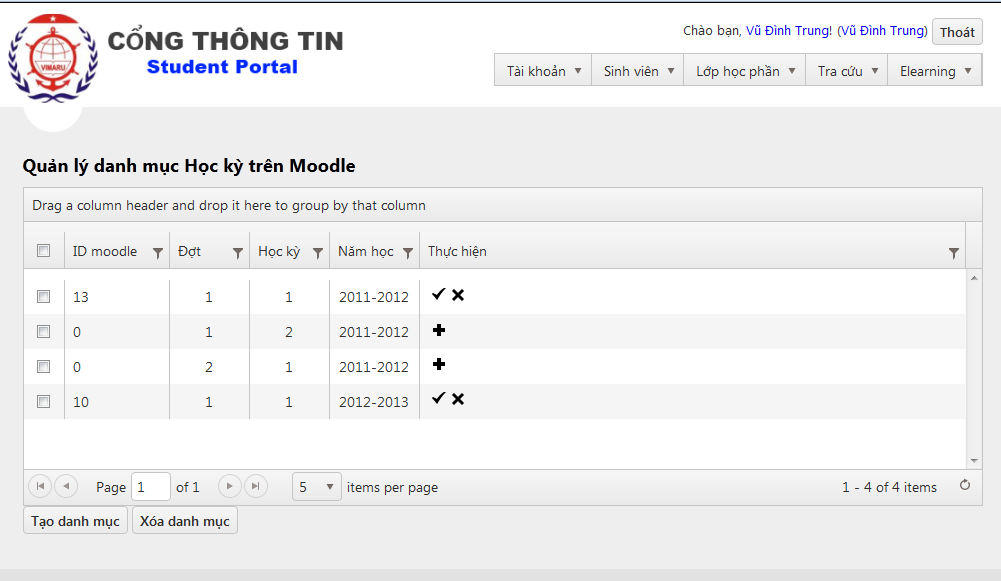 VIMARU
CỔNG THÔNG TIN
Student Portal
Chào bạn, Vũ Đình Trung! (Vũ Đình Trung) Thoát
Tài khoản Sinh viên Lớp học phần Tra cứu Elearning
Quản lý danh mục Học kỳ trên Moodle
Drag a column header and drop it here to group by that column
ID moodle Đợt Học kỳ Năm học Thực hiện
13 1 1 2011-2012
0 1 2 2011-2012
0 2 1 2011-2012
10 1 1 2012-2013
Page 1 of 1 5 items per page 1 - 4 of 4 items
Tạo danh mục Xóa danh mục